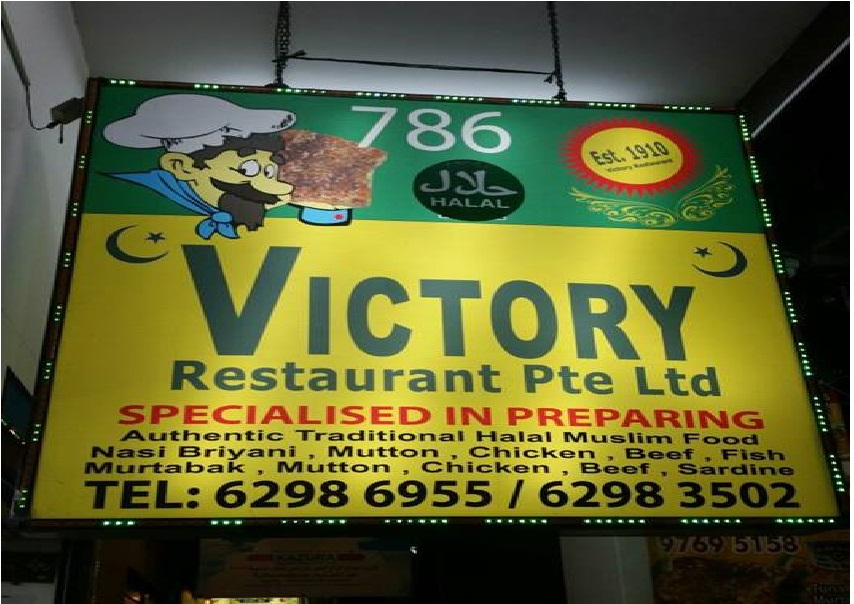 786
Est. 1910
Victory Restaurant
حلال
HALAL
VICTORY
Restaurant Pte Ltd
SPECIALISED IN PREPARING
Authentic Traditional Halal Muslim Food
Nasi Briyani , Mutton , Chicken , Beef , Fish
Murtabak , Mutton , Chicken , Beef , Sardine
TEL: 6298 6955 / 6298 3502
KAZURA
9769 5158